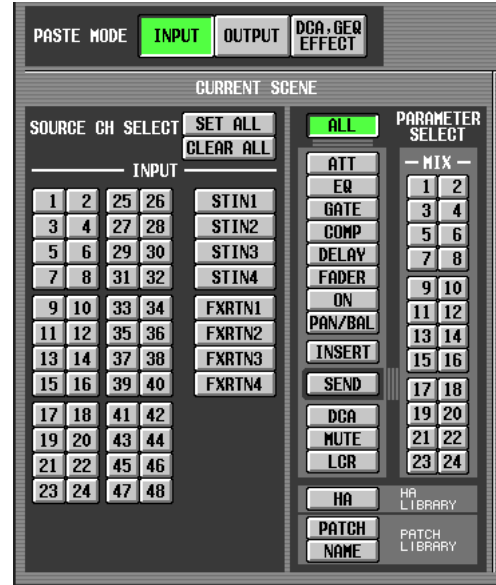 PASTE MODE INPUT OUTPUT DCA,GEQ EFFECT
CURRENT SCENE
SOURCE CH SELECT SET ALL
CLEAR ALL
INPUT
1 2 25 26 STIN1
3 4 27 28 STIN2
5 6 29 30 STIN3
7 8 31 32 STIN4
9 10 33 34 FXRTN1
11 12 35 36 FXRTN2
13 14 37 38 FXRTN3
15 16 39 40 FXRTN4
17 18 41 42
19 20 43 44
21 22 45 46
23 24 47 48
ALL
PARAMETER
SELECT
ATT
EQ
GATE
COMP
DELAY
FADER
ON
PAN/BAL
INSERT
SEND
DCA
MUTE
LCR
MIX
1 2
3 4
5 6
7 8
9 10
11 12
13 14
15 16
17 18
19 20
21 22
23 24
HA
HA
LIBRARY
PATCH
NAME
PATCH
LIBRARY